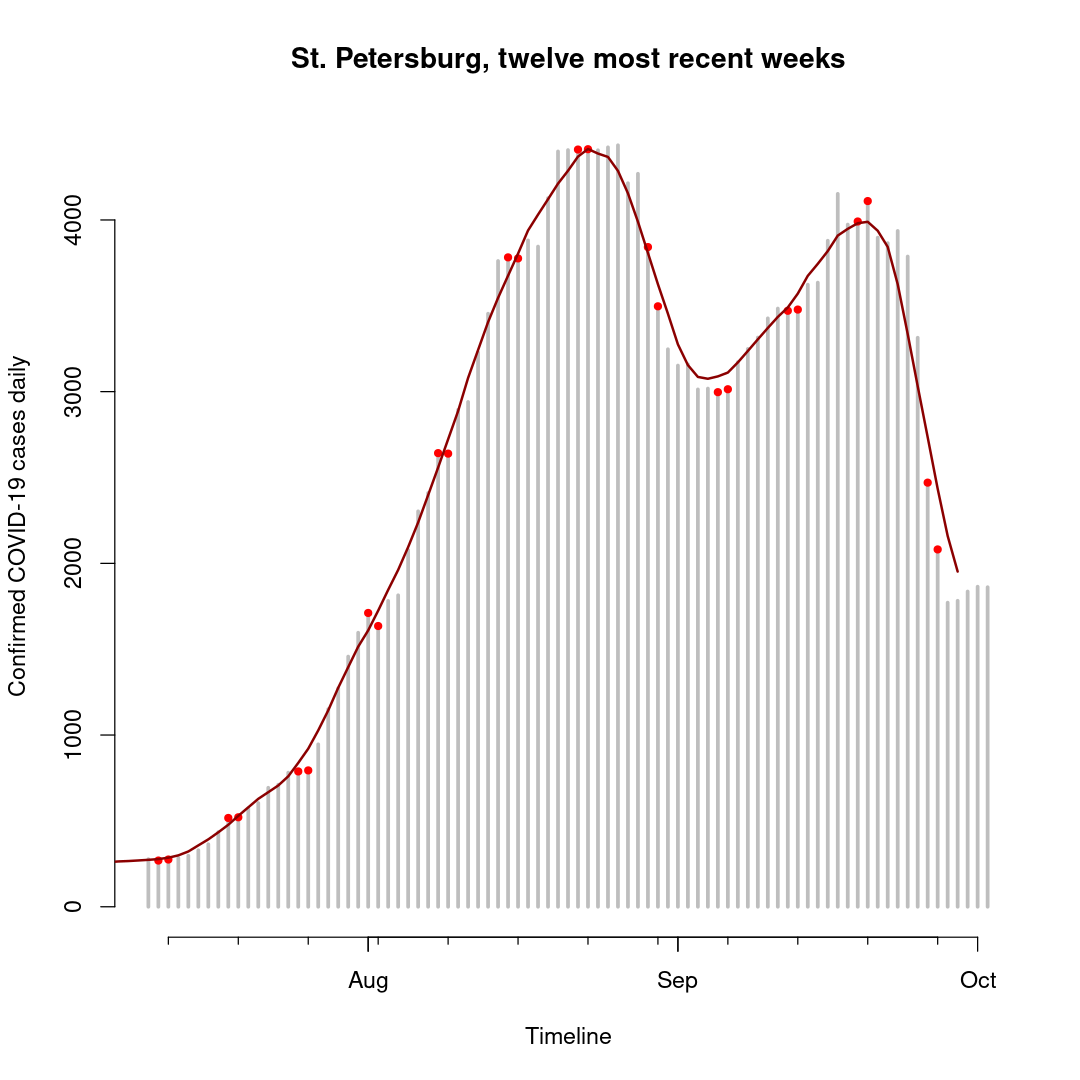 St. Petersburg, twelve most recent weeks
Confirmed COVID-19 cases daily
4000
3000
2000
1000
0
Aug Sep Oct
Timeline